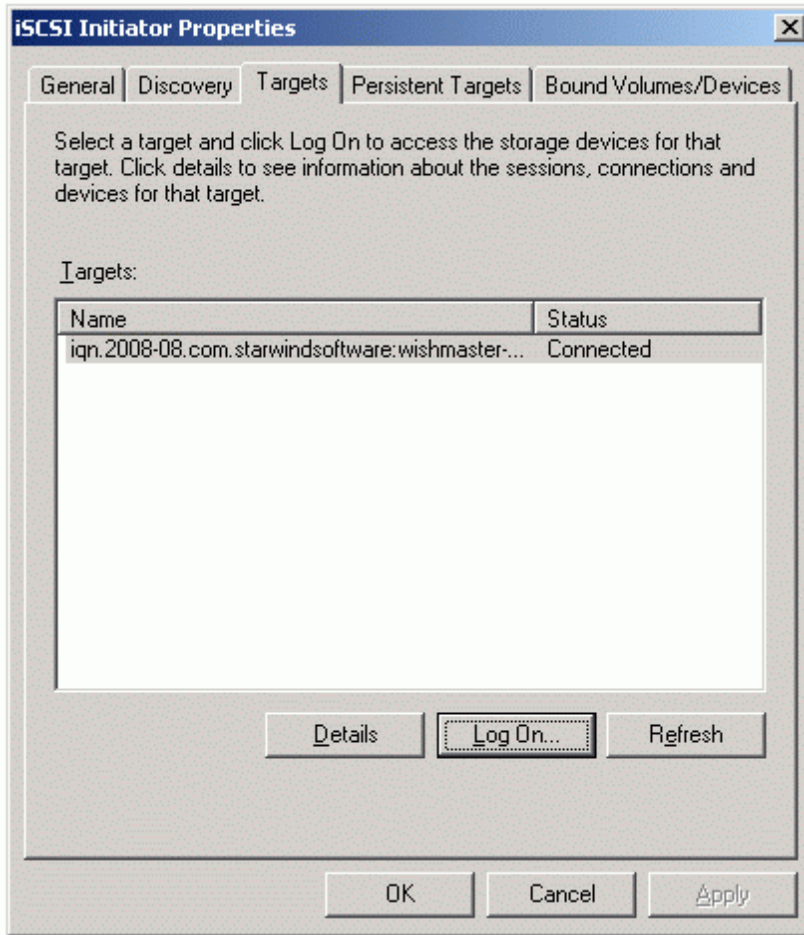 iSCSI Initiator Properties
General Discovery Targets Persistent Targets Bound Volumes/Devices
Select a target and click Log On to access the storage devices for that
target. Click details to see information about the sessions, connections and
devices for that target.
Targets:
Name Status
iqn.2008-08.com.starwindsoftware:wishmaster-... Connected
Details Log On... Refresh
OK Cancel Apply